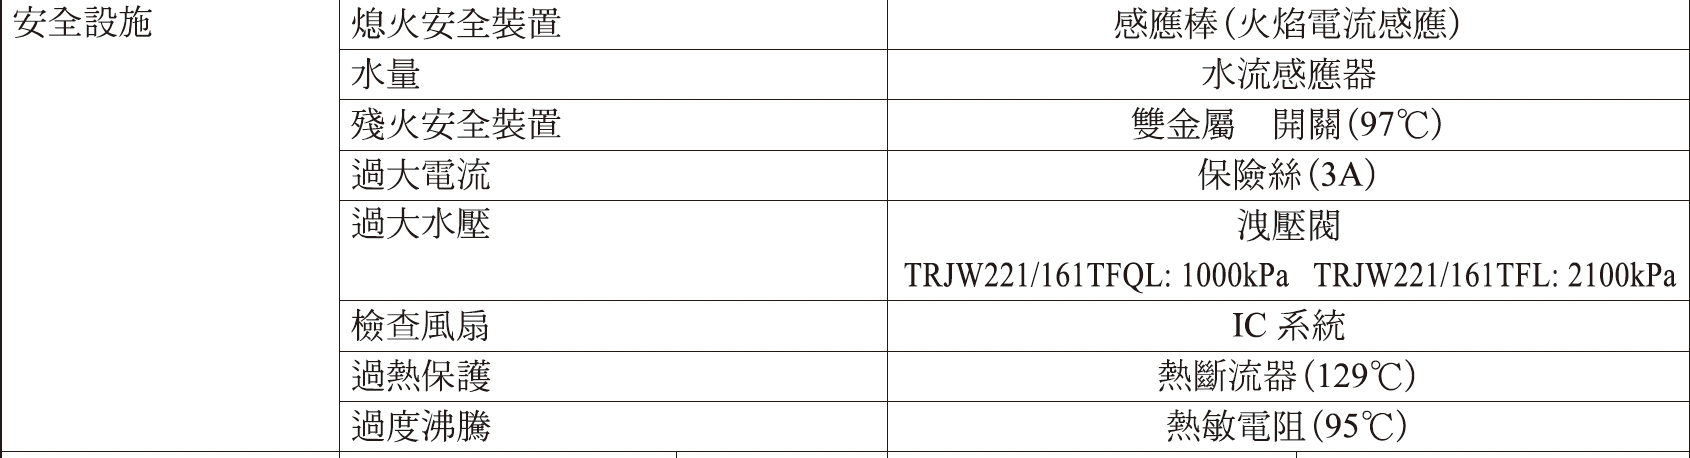 安全設施 熄火安全裝置 感應棒(火焰電流感應)
水量 水流感應器
殘火安全裝置 雙金屬　開關(97℃)
過大電流 保險絲(3A)
過大水壓 洩壓閥
TRJW221/161TFQL: 1000kPa TRJW221/161TFL: 2100kPa
檢查風扇 IC 系統
過熱保護 熱斷流器(129℃)
過度沸騰 熱敏電阻(95℃)